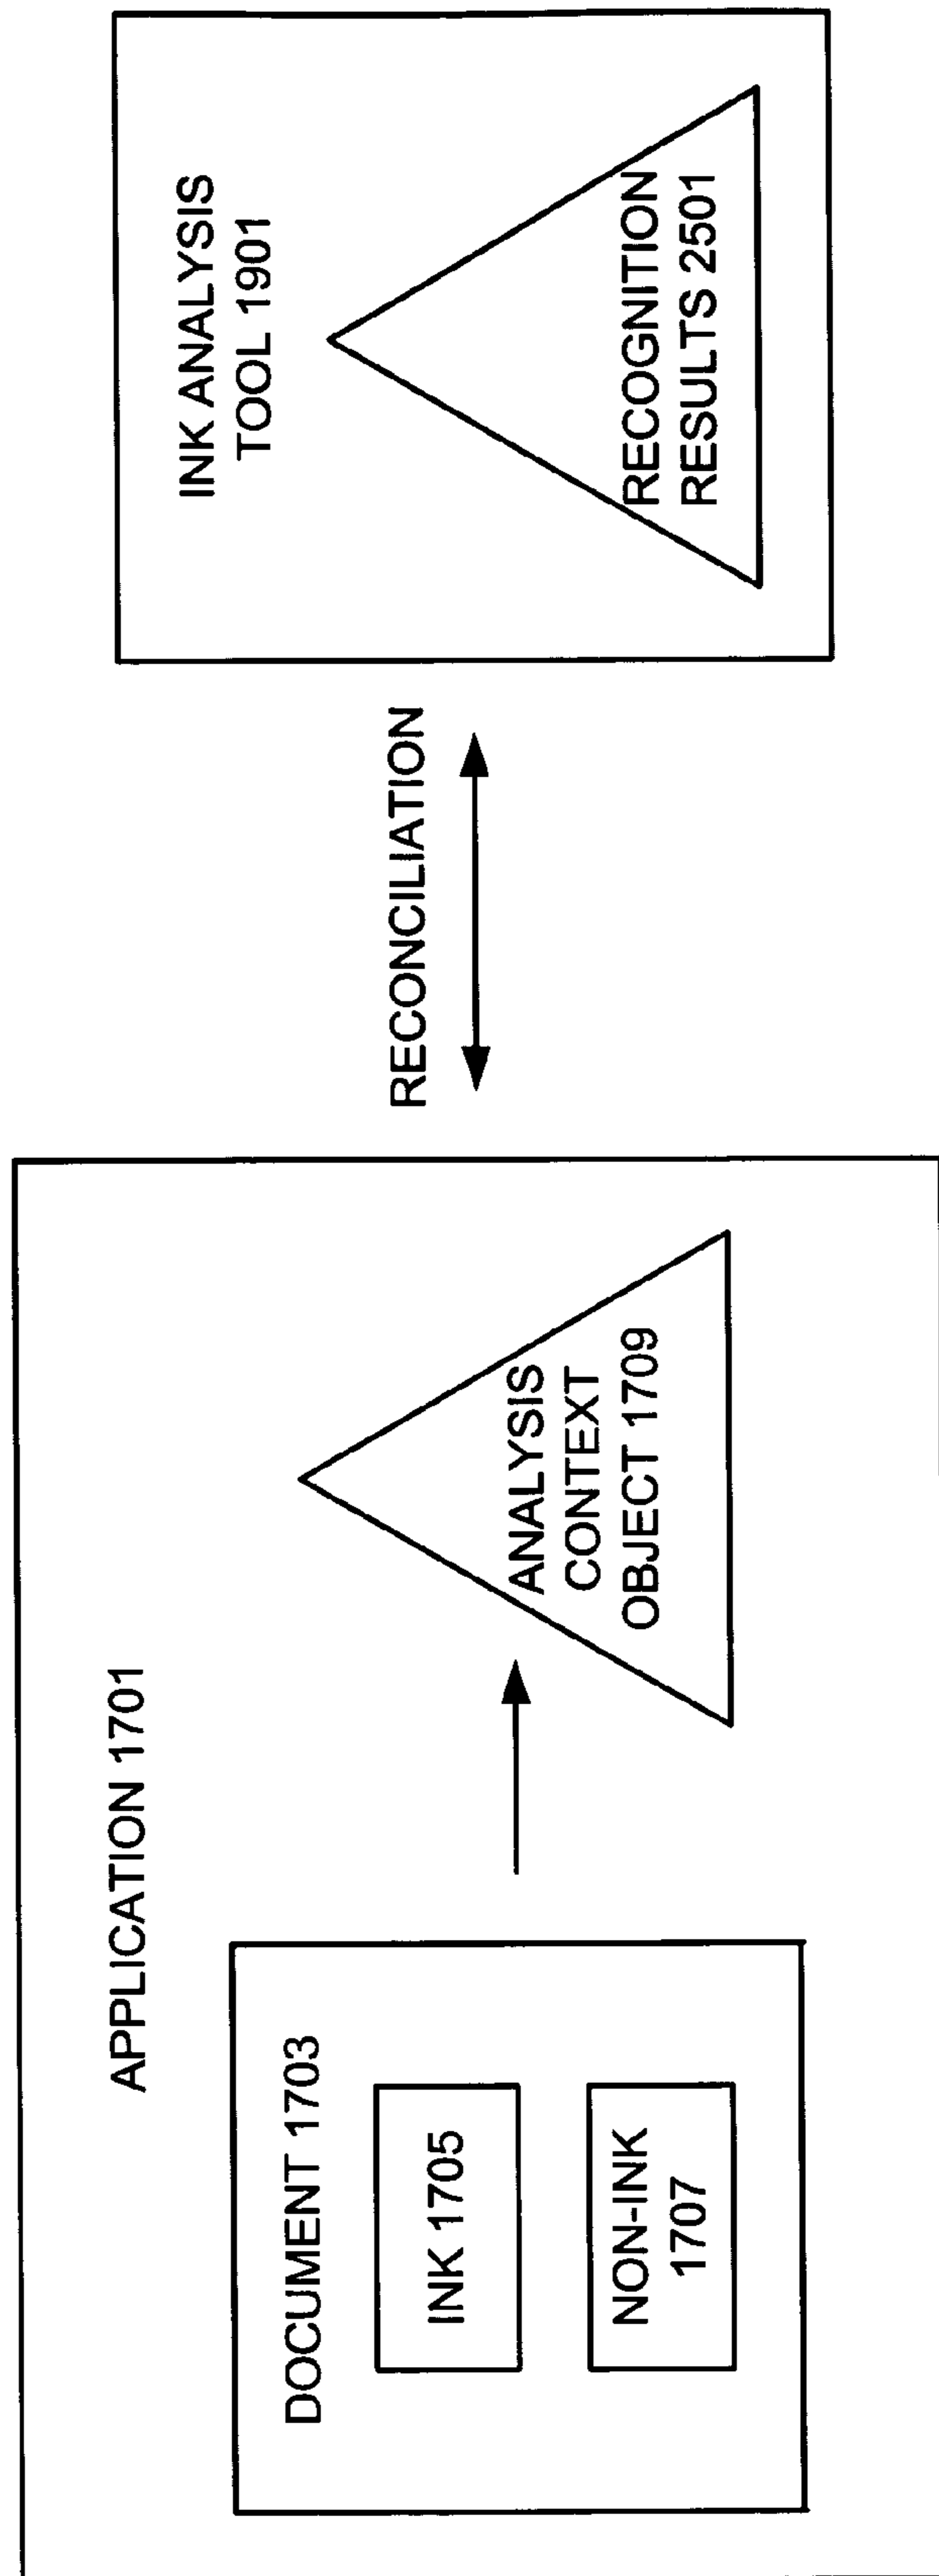 APPLICATION 1701
DOCUMENT 1703
INK 1705
NON-INK
1707
ANALYSIS
CONTEXT
OBJECT 1709
RECONCILIATION
INK ANALYSIS
TOOL 1901
RECOGNITION
RESULTS 2501